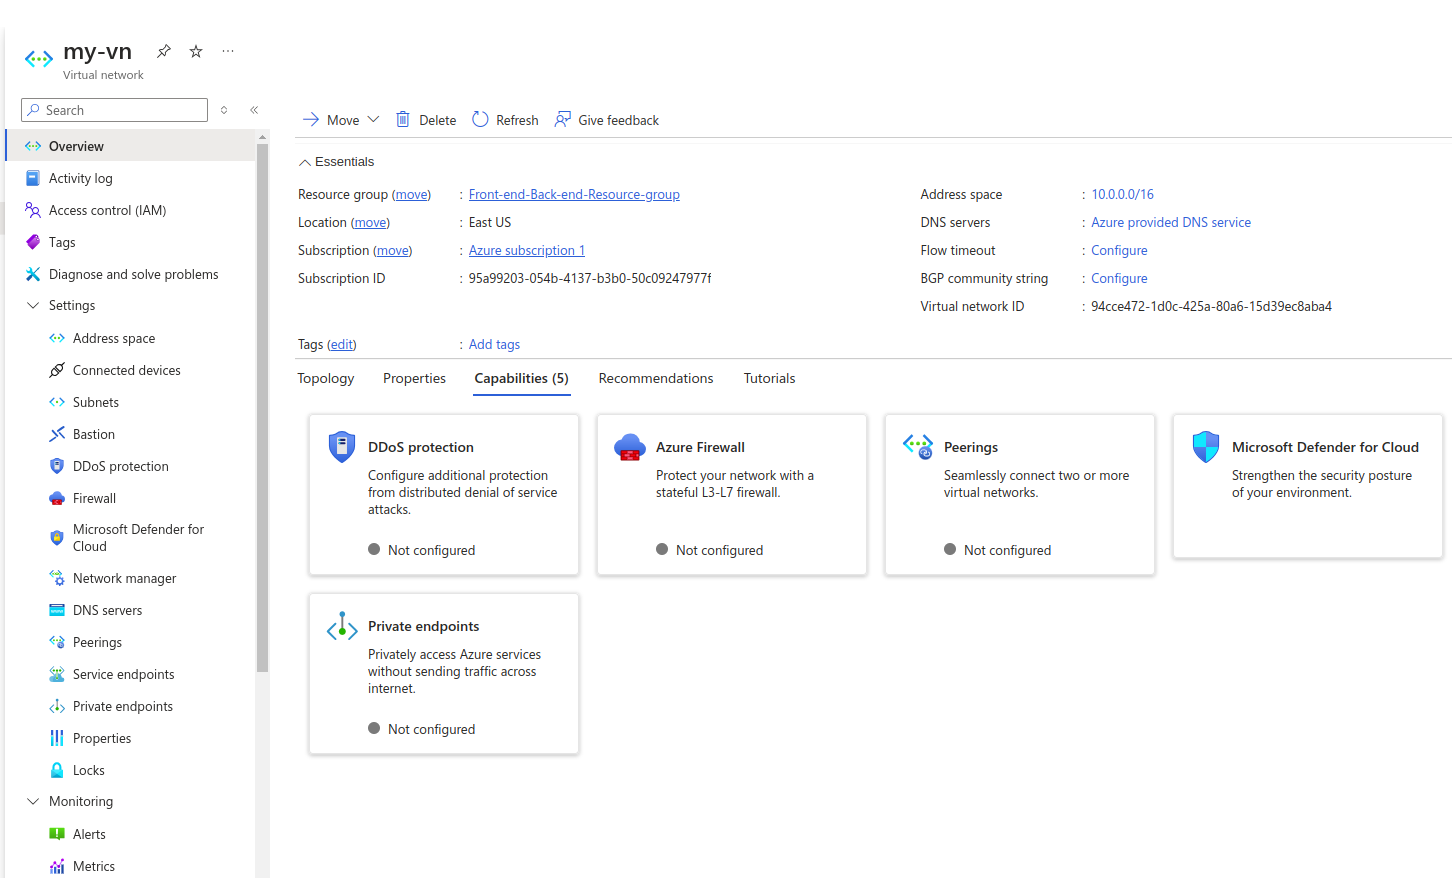 my-vn
Virtual network
Search
Overview
Activity log
Access control (IAM)
Tags
Diagnose and solve problems
Settings
Address space
Connected devices
Subnets
Bastion
DDoS protection
Firewall
Microsoft Defender for
Cloud
Network manager
DNS servers
Peerings
Service endpoints
Private endpoints
Properties
Locks
Monitoring
Alerts
Metrics
Move
Delete
Refresh
Give feedback
Essentials
Resource group (move) : Front-end-Back-end-Resource-group
Location (move) : East US
Subscription (move) : Azure subscription 1
Subscription ID : 95a99203-054b-4137-b3b0-50c09247977f
Address space : 10.0.0.0/16
DNS servers : Azure provided DNS service
Flow timeout : Configure
BGP community string : Configure
Virtual network ID : 94cce472-1d0c-425a-80a6-15d39ec8aba4
Tags (edit) : Add tags
Topology Properties Capabilities (5) Recommendations Tutorials
DDoS protection
Configure additional protection
from distributed denial of service
attacks.
Not configured
Azure Firewall
Protect your network with a
stateful L3-L7 firewall.
Not configured
Peerings
Seamlessly connect two or more
virtual networks.
Not configured
Microsoft Defender for Cloud
Strengthen the security posture
of your environment.
Private endpoints
Privately access Azure services
without sending traffic across
internet.
Not configured